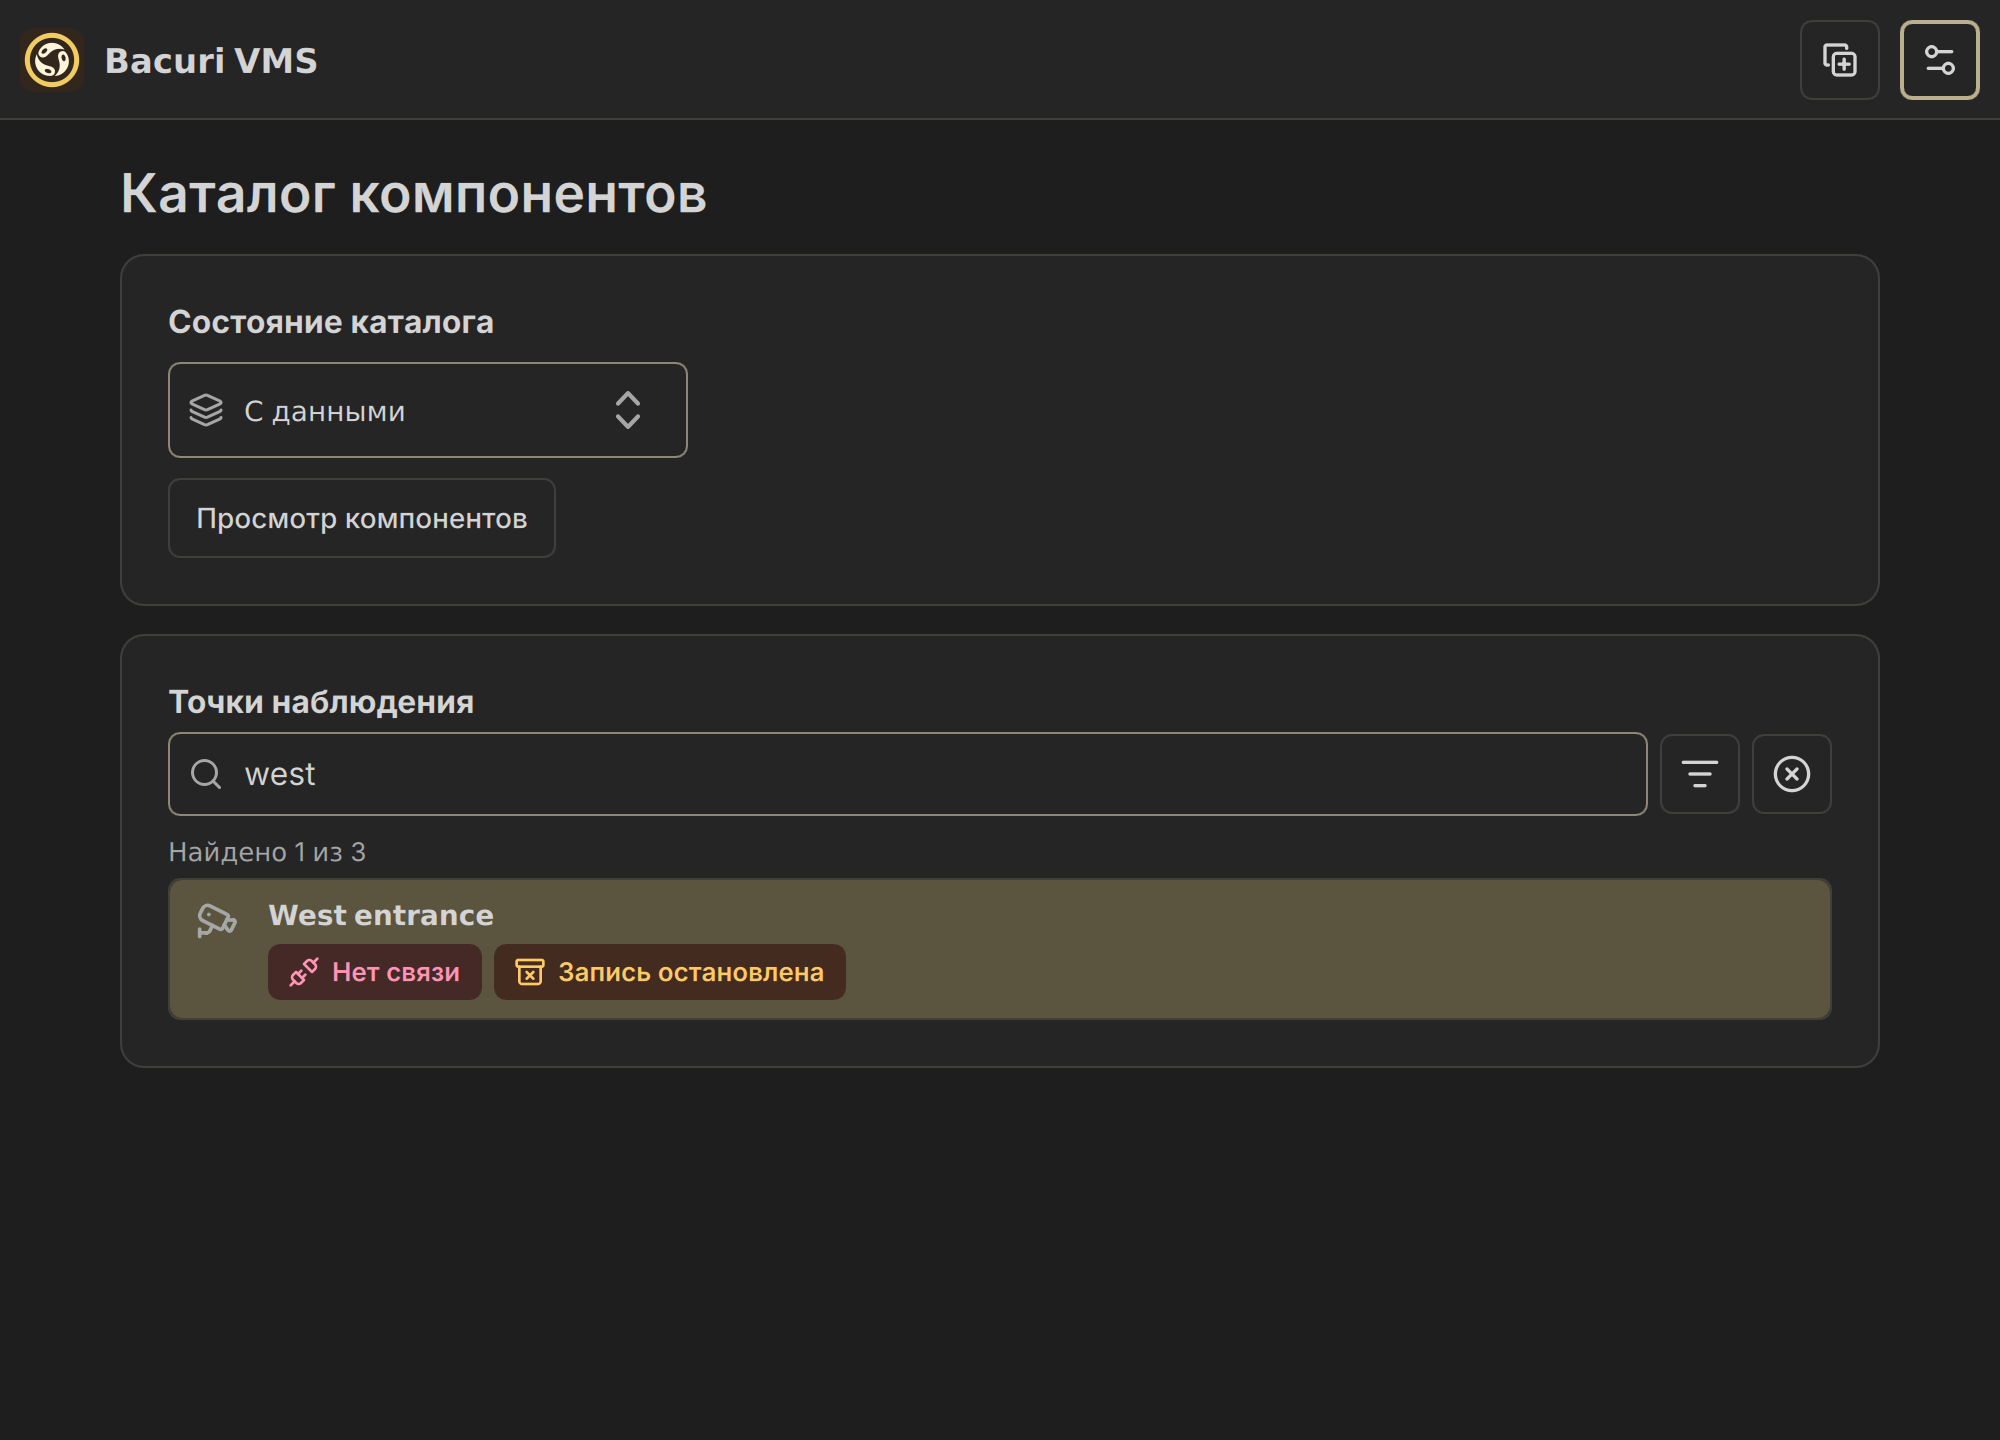 Bacuri VMS
Каталог компонентов
Состояние каталога
С данными
Просмотр компонентов
Точки наблюдения
west
Найдено 1 из 3
West entrance
Нет связи
Запись остановлена